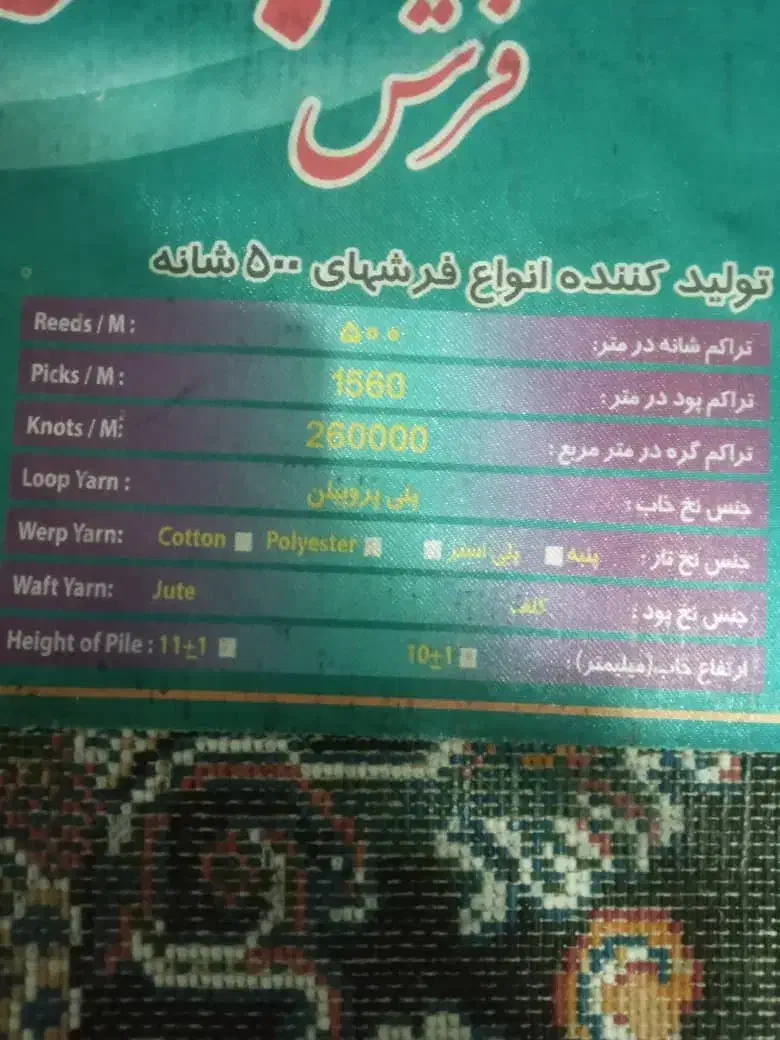 فرش
تولید کننده انواع فرشهای ۵۰۰ شانه
Reeds / M : ۵۰۰ تراکم شانه در متر:
Picks / M : 1560 تراکم پود در متر:
Knots / M: 260000 تراکم گره در متر مربع:
Loop Yarn : پلی پروپیلن جنس نخ خاب :
Werp Yarn: Cotton Polyester پلی استر پنبه جنس نخ تار :
Waft Yarn: Jute کنف جنس نخ پود :
Height of Pile : 11±1 10±1 ارتفاع خاب(میلیمتر) :